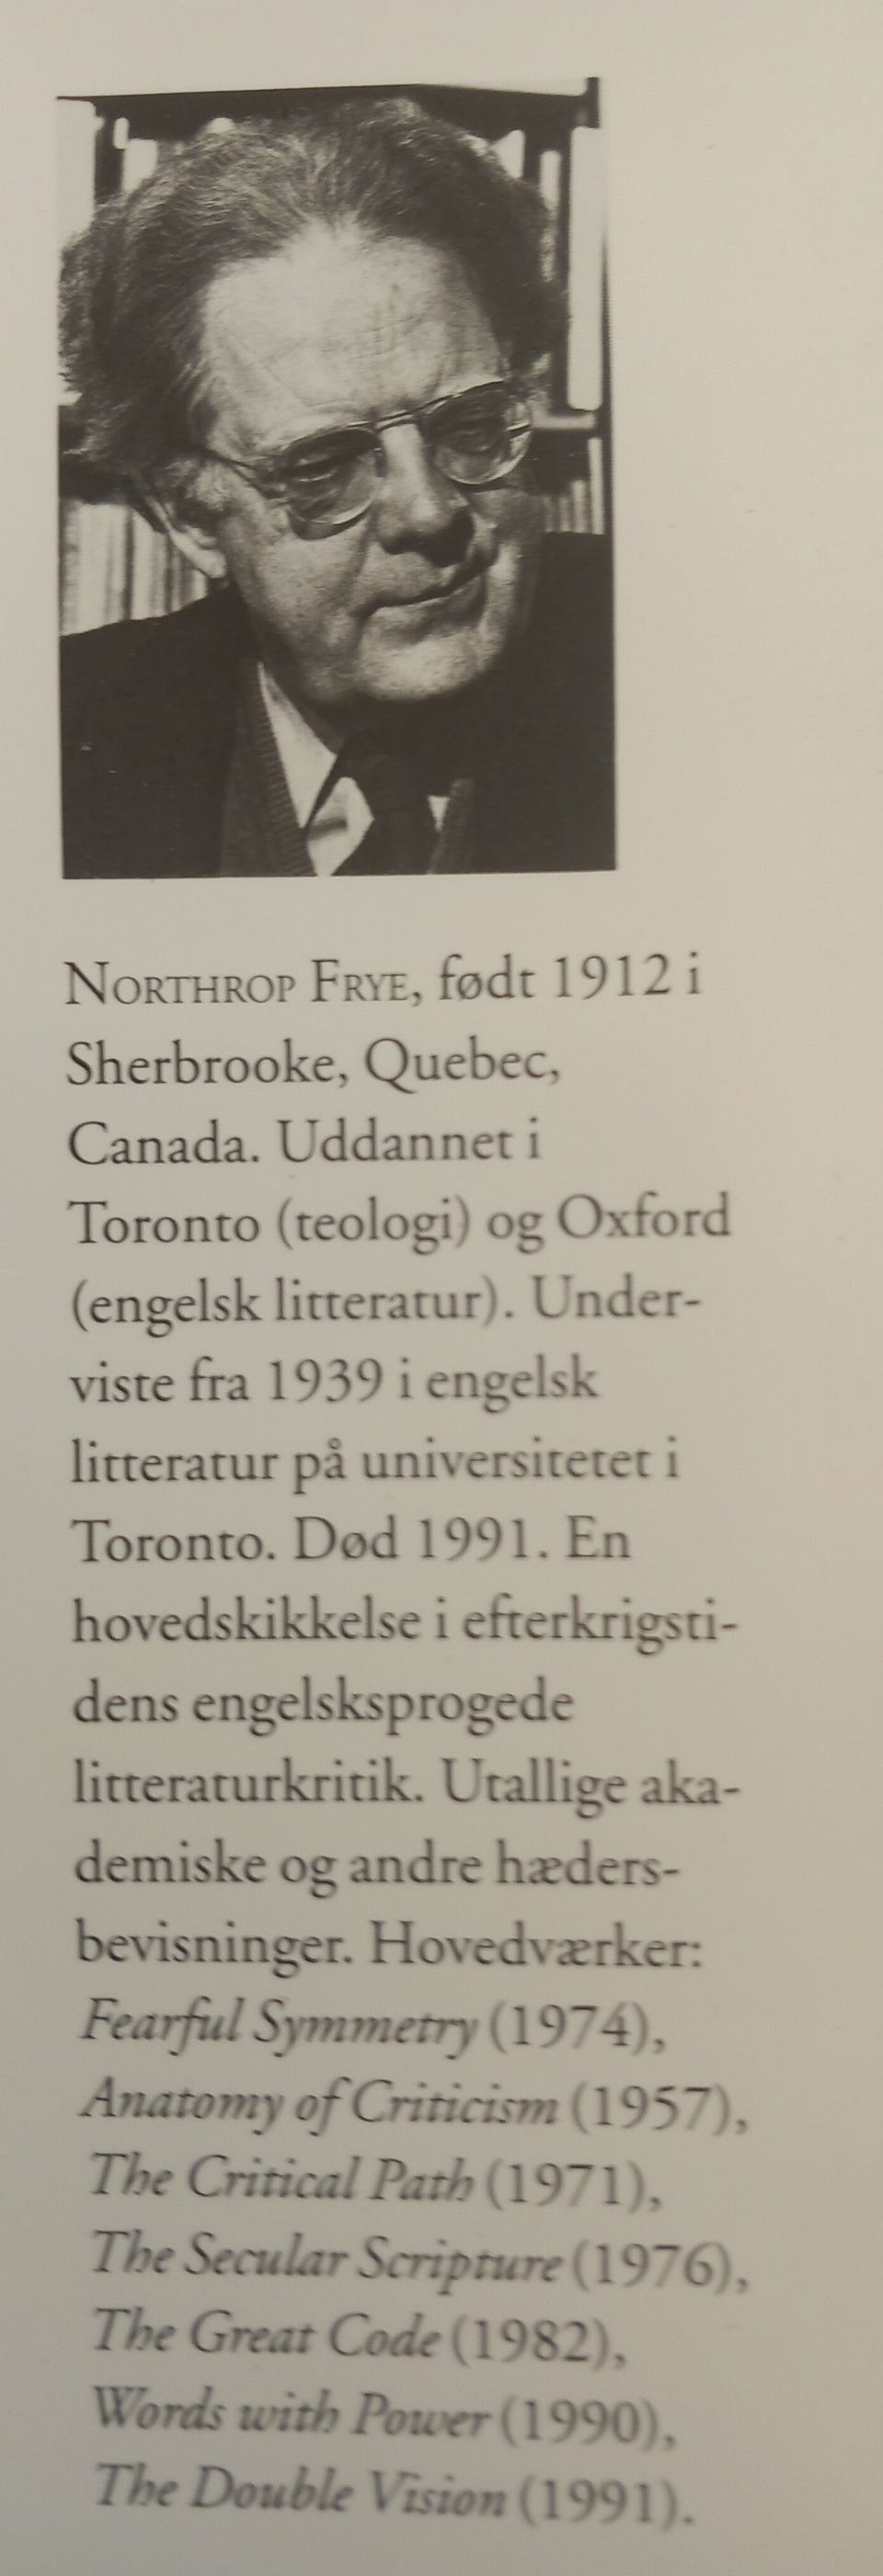 NORTHROP FRYE, født 1912 i
Sherbrooke, Quebec,
Canada. Uddannet i
Toronto (teologi) og Oxford
(engelsk litteratur). Under-
viste fra 1939 i engelsk
litteratur på universitetet i
Toronto. Død 1991. En
hovedskikkelse i efterkrigsti-
dens engelsksprogede
litteraturkritik. Utallige aka-
demiske og andre hæders-
bevisninger. Hovedværker:
Fearful Symmetry (1974),
Anatomy of Criticism (1957),
The Critical Path (1971),
The Secular Scripture (1976),
The Great Code (1982),
Words with Power (1990),
The Double Vision (1991).